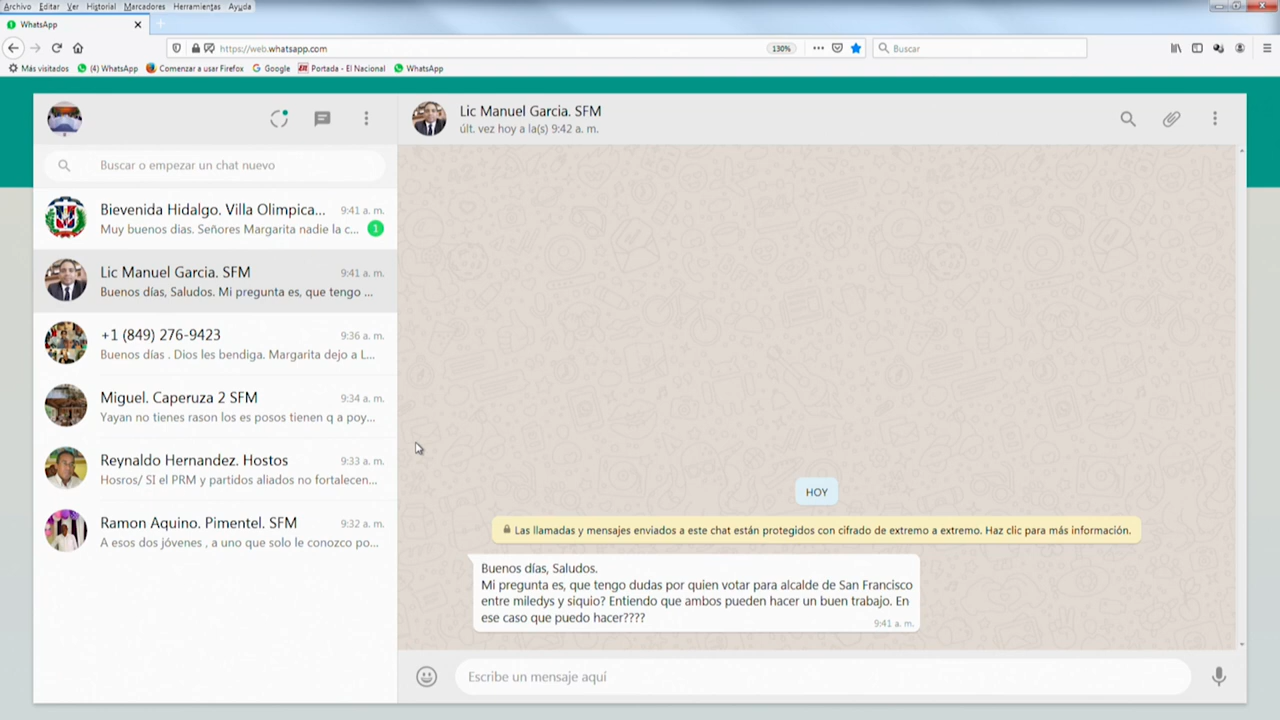 Archivo Editar Ver Historial Marcadores Herramientas Ayuda
WhatsApp
https://web.whatsapp.com
130%
Buscar
Más visitados (4) WhatsApp Comenzar a usar Firefox Google Portada - El Nacional WhatsApp
Lic Manuel Garcia. SFM
últ. vez hoy a la(s) 9:42 a. m.
Buscar o empezar un chat nuevo
Bievenida Hidalgo. Villa Olimpica... 9:41 a. m.
Muy buenos dias. Señores Margarita nadie la c... 1
Lic Manuel Garcia. SFM 9:41 a. m.
Buenos días, Saludos. Mi pregunta es, que tengo ...
+1 (849) 276-9423 9:36 a. m.
Buenos días . Dios les bendiga. Margarita dejo a L...
Miguel. Caperuza 2 SFM 9:34 a. m.
Yayan no tienes rason los es posos tienen q a poy...
Reynaldo Hernandez. Hostos 9:33 a. m.
Hosros/ SI el PRM y partidos aliados no fortalecen...
Ramon Aquino. Pimentel. SFM 9:32 a. m.
A esos dos jóvenes , a uno que solo le conozco po...
HOY
Las llamadas y mensajes enviados a este chat están protegidos con cifrado de extremo a extremo. Haz clic para más información.
Buenos días, Saludos.
Mi pregunta es, que tengo dudas por quien votar para alcalde de San Francisco
entre miledys y siquio? Entiendo que ambos pueden hacer un buen trabajo. En
ese caso que puedo hacer????
9:41 a. m.
Escribe un mensaje aquí